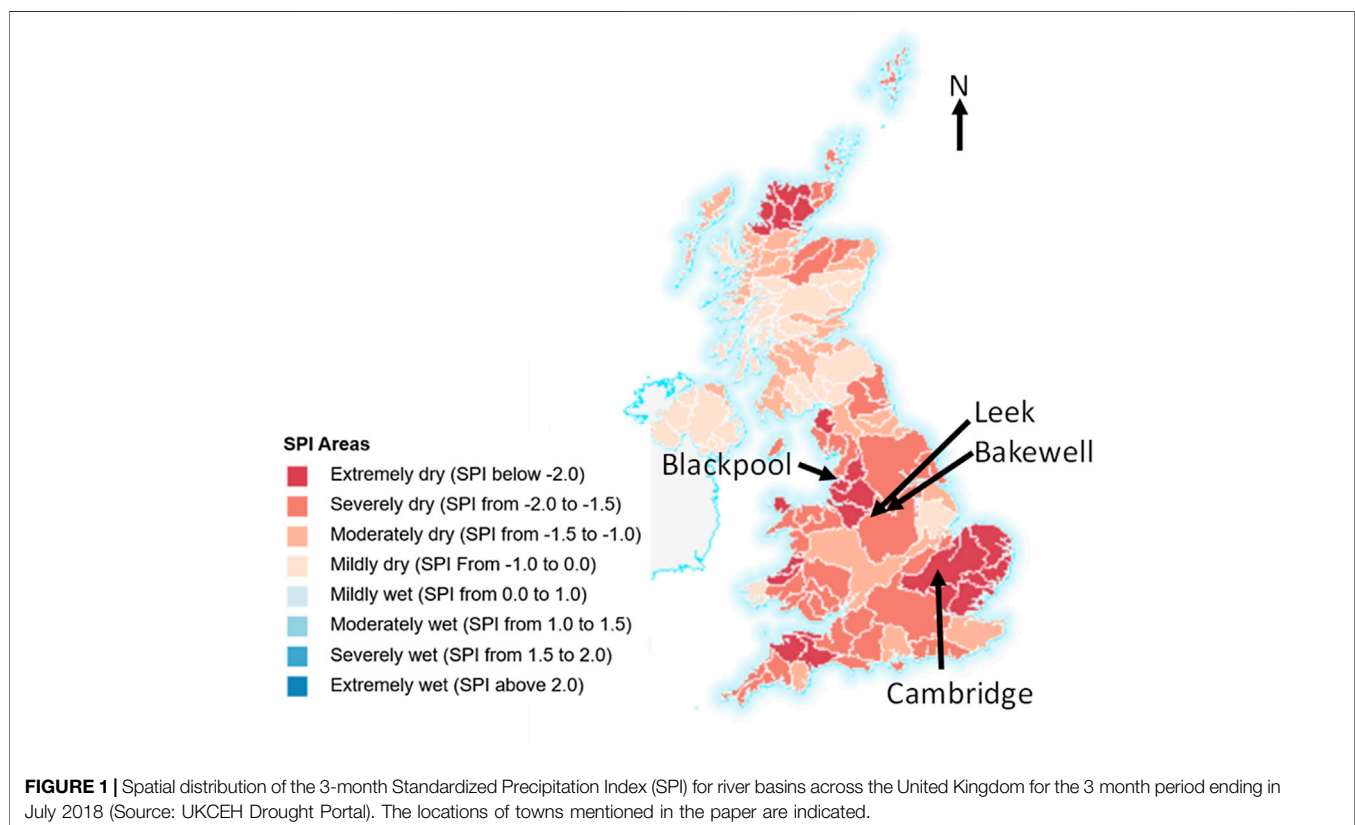 N
Leek
Bakewell
Blackpool
SPI Areas
Extremely dry (SPI below -2.0)
Severely dry (SPI from -2.0 to -1.5)
Moderately dry (SPI from -1.5 to -1.0)
Mildly dry (SPI From -1.0 to 0.0)
Mildly wet (SPI from 0.0 to 1.0)
Moderately wet (SPI from 1.0 to 1.5)
Severely wet (SPI from 1.5 to 2.0)
Extremely wet (SPI above 2.0)
Cambridge
FIGURE 1 | Spatial distribution of the 3-month Standardized Precipitation Index (SPI) for river basins across the United Kingdom for the 3 month period ending in
July 2018 (Source: UKCEH Drought Portal). The locations of towns mentioned in the paper are indicated.